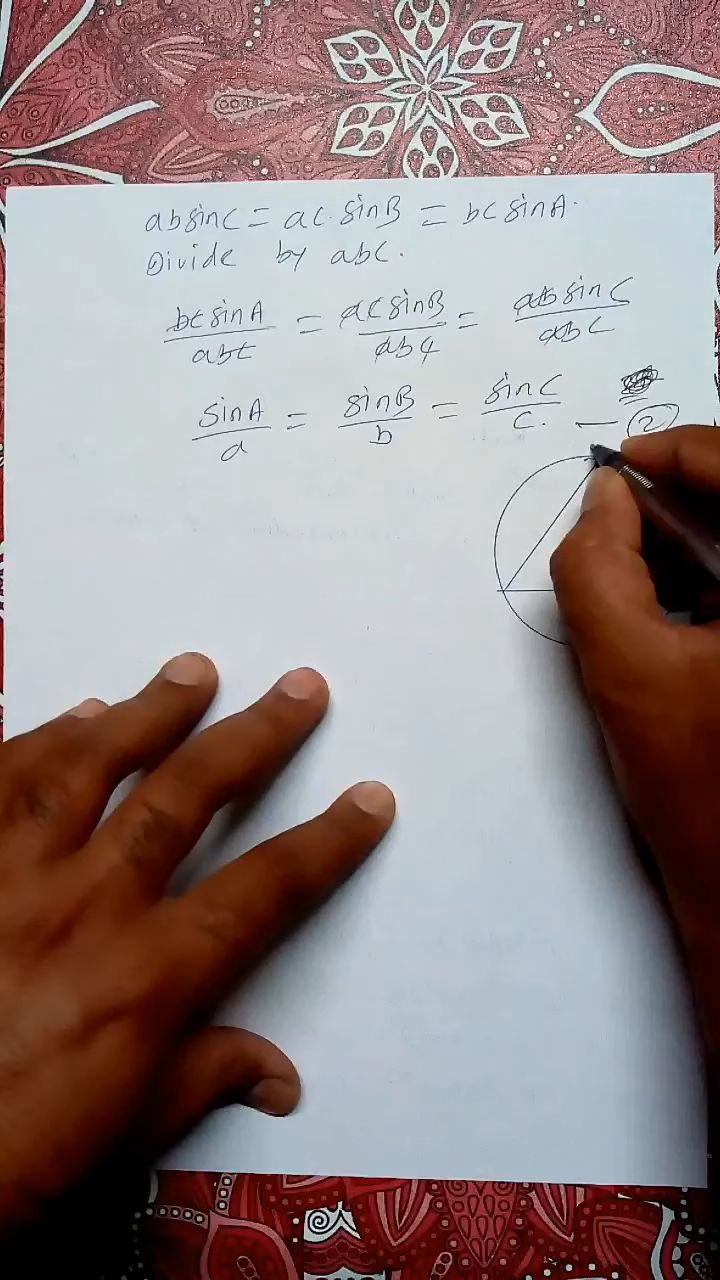 ab sinC = ac. sinB = bc sinA.
Divide by abc.
bc sinA/abc = ac sinB/abc = ab sinC/abc
sinA/a = sinB/b = sinC/c. — (2)